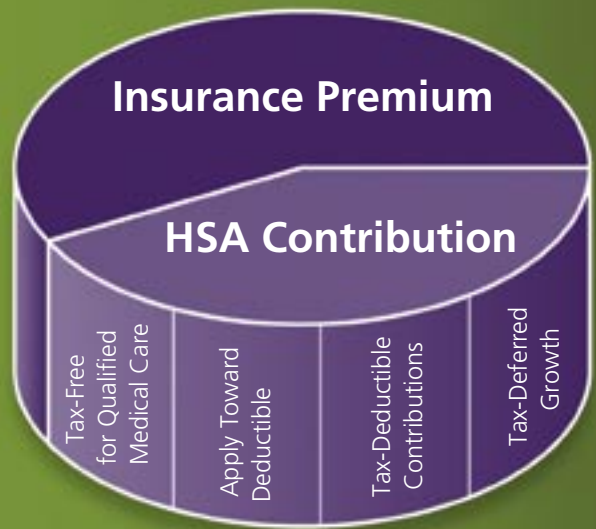 Insurance Premium
HSA Contribution
Tax-Free
for Qualified
Medical Care
Apply Toward
Deductible
Tax-Deductible
Contributions
Tax-Deferred
Growth